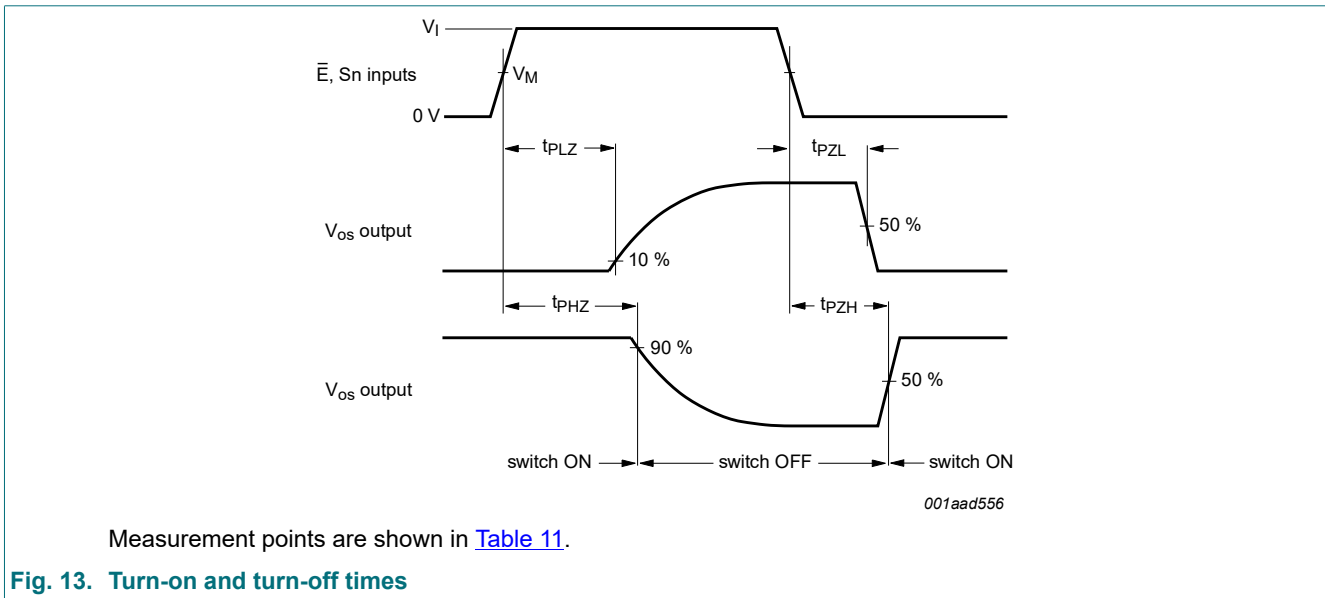 V_I
Ē, Sn inputs
V_M
0 V
t_PLZ
t_PZL
V_os output
50 %
10 %
t_PHZ
t_PZH
90 %
V_os output
50 %
switch ON
switch OFF
switch ON
001aad556
Measurement points are shown in Table 11.
Fig. 13. Turn-on and turn-off times